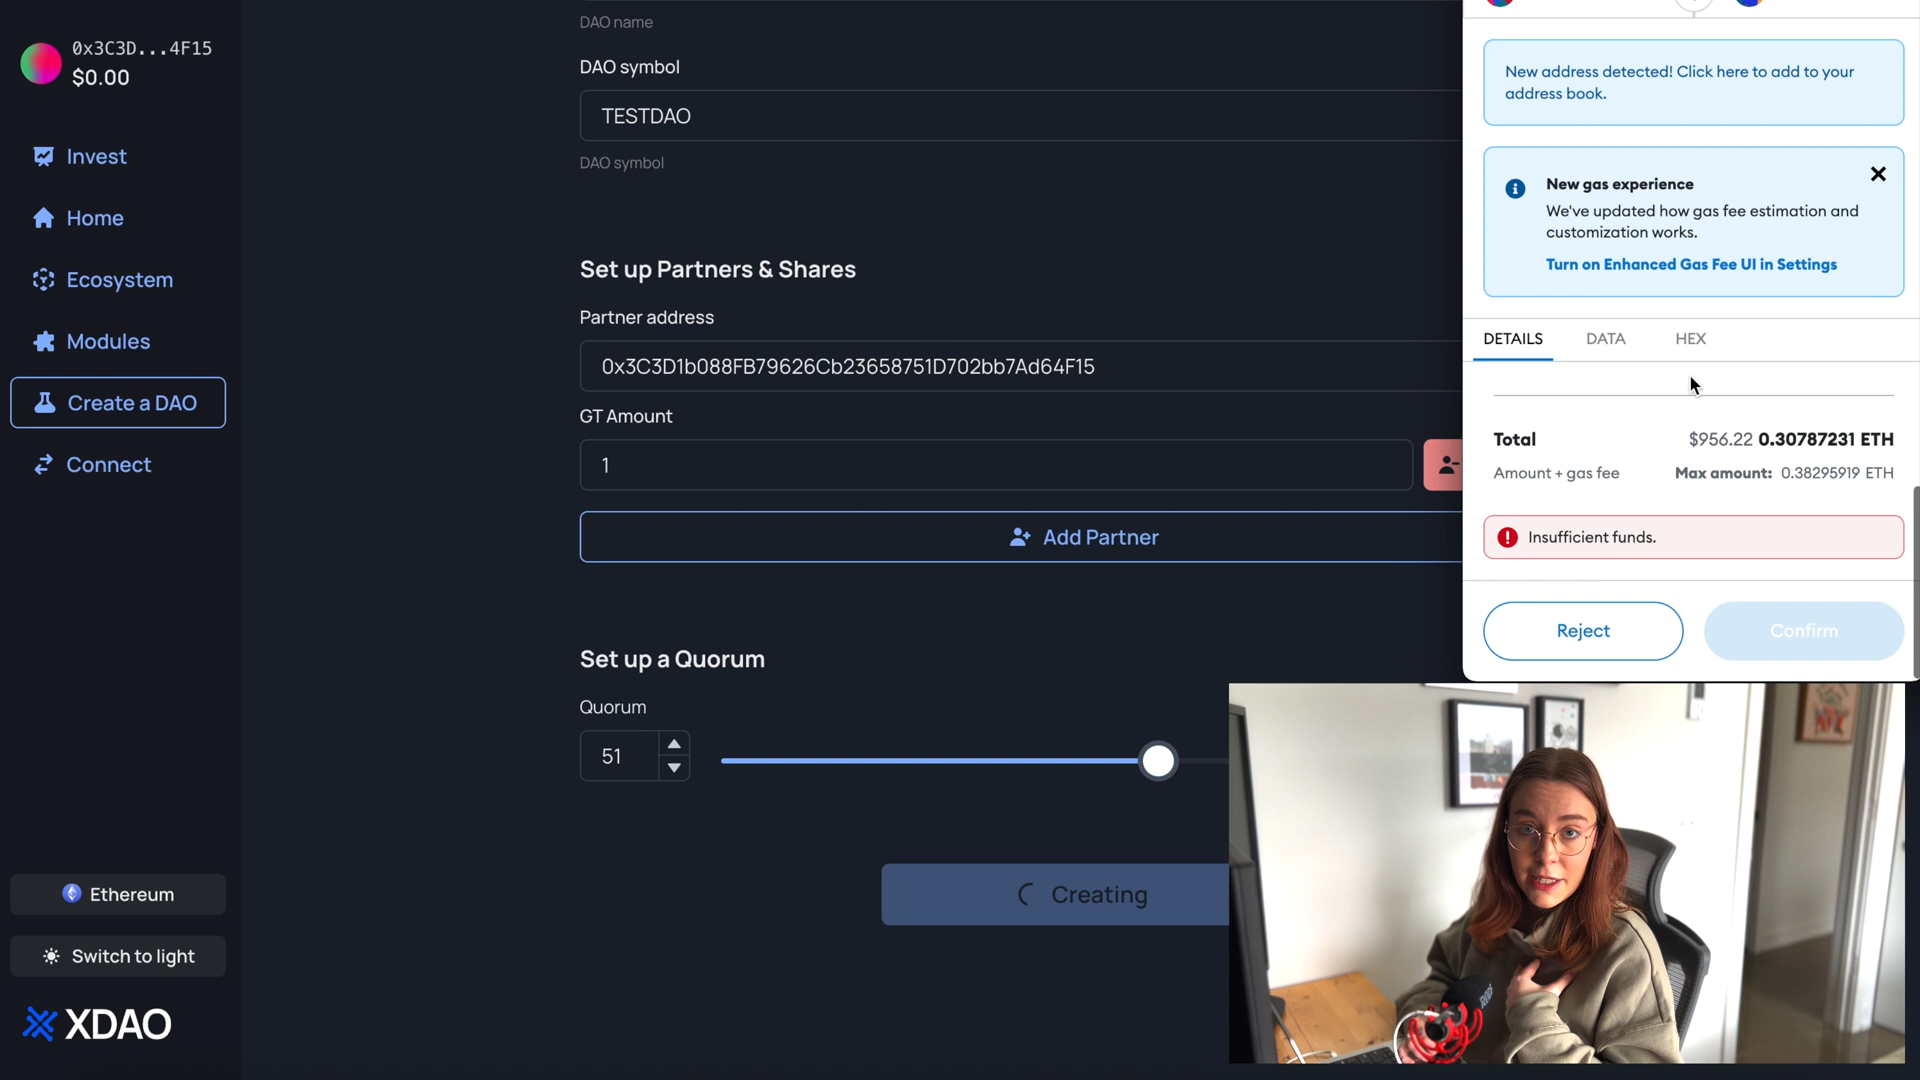 0x3C3D...4F15
$0.00
Invest
Home
Ecosystem
Modules
Create a DAO
Connect
Ethereum
Switch to light
XDAO
DAO name
DAO symbol
TESTDAO
DAO symbol
Set up Partners & Shares
Partner address
0x3C3D1b088FB79626Cb23658751D702bb7Ad64F15
GT Amount
1
Add Partner
Set up a Quorum
Quorum
51
Creating
New address detected! Click here to add to your
address book.
New gas experience
We've updated how gas fee estimation and
customization works.
Turn on Enhanced Gas Fee UI in Settings
DETAILS DATA HEX
Total $956.22 0.30787231 ETH
Amount + gas fee Max amount: 0.38295919 ETH
Insufficient funds.
Reject Confirm